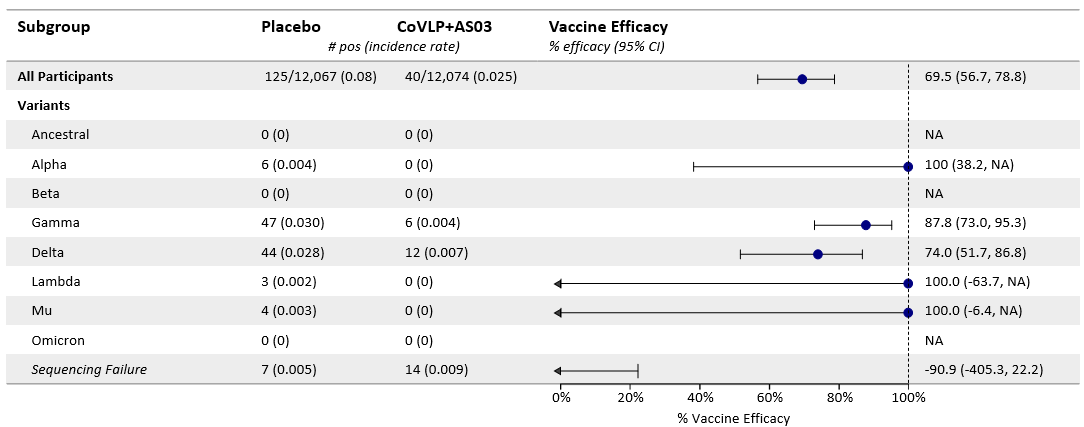 Subgroup Placebo CoVLP+AS03 Vaccine Efficacy
# pos (incidence rate) % efficacy (95% CI)
All Participants 125/12,067 (0.08) 40/12,074 (0.025) 69.5 (56.7, 78.8)
Variants
Ancestral 0 (0) 0 (0) NA
Alpha 6 (0.004) 0 (0) 100 (38.2, NA)
Beta 0 (0) 0 (0) NA
Gamma 47 (0.030) 6 (0.004) 87.8 (73.0, 95.3)
Delta 44 (0.028) 12 (0.007) 74.0 (51.7, 86.8)
Lambda 3 (0.002) 0 (0) 100.0 (-63.7, NA)
Mu 4 (0.003) 0 (0) 100.0 (-6.4, NA)
Omicron 0 (0) 0 (0) NA
Sequencing Failure 7 (0.005) 14 (0.009) -90.9 (-405.3, 22.2)
0% 20% 40% 60% 80% 100%
% Vaccine Efficacy